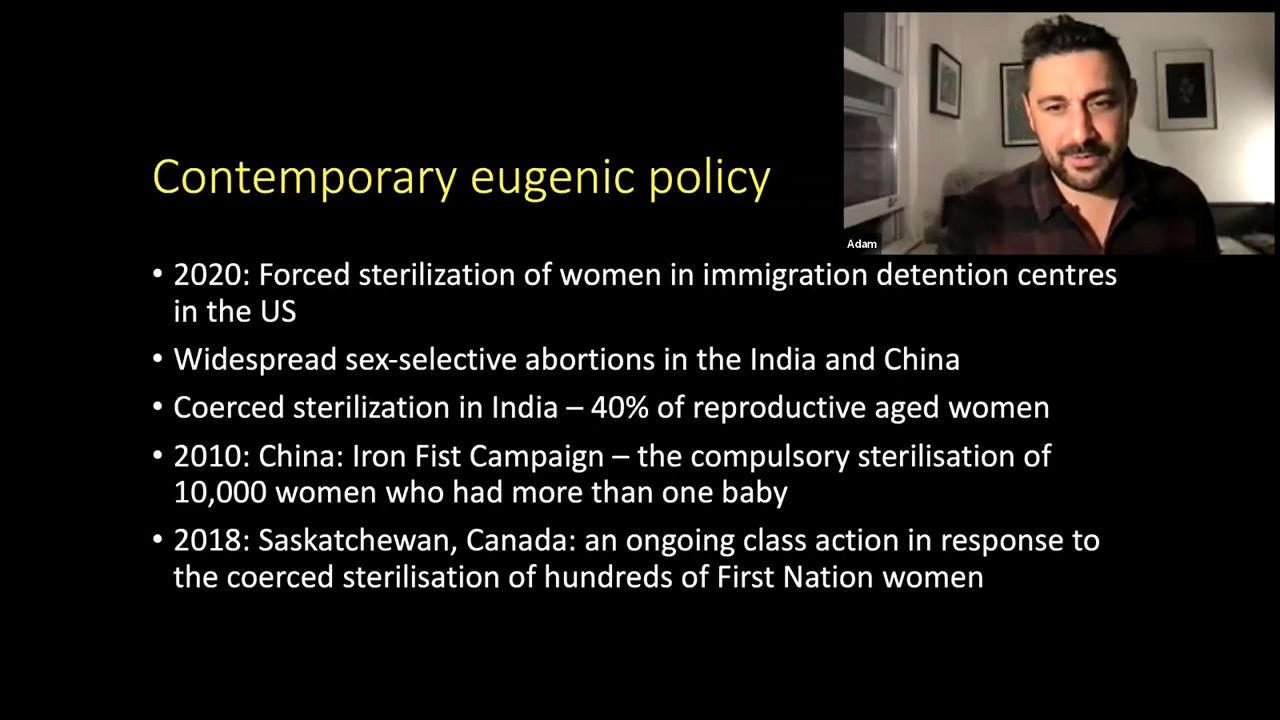 Adam
Contemporary eugenic policy
• 2020: Forced sterilization of women in immigration detention centres
in the US
• Widespread sex-selective abortions in the India and China
• Coerced sterilization in India – 40% of reproductive aged women
• 2010: China: Iron Fist Campaign – the compulsory sterilisation of
10,000 women who had more than one baby
• 2018: Saskatchewan, Canada: an ongoing class action in response to
the coerced sterilisation of hundreds of First Nation women